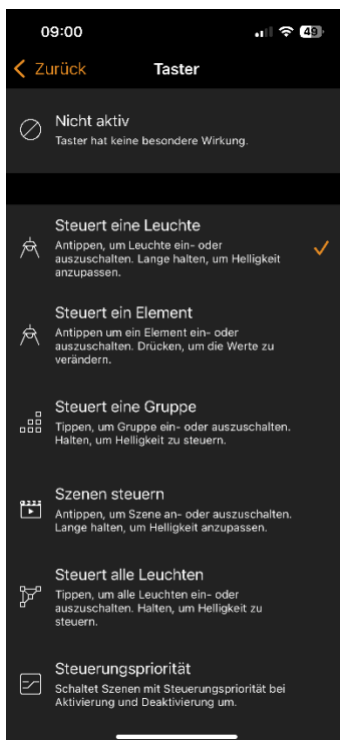 09:00
49
Zurück
Taster
Nicht aktiv
Taster hat keine besondere Wirkung.
Steuert eine Leuchte
Antippen, um Leuchte ein- oder
auszuschalten. Lange halten, um Helligkeit
anzupassen.
Steuert ein Element
Antippen um ein Element ein- oder
auszuschalten. Drücken, um die Werte zu
verändern.
Steuert eine Gruppe
Tippen, um Gruppe ein- oder auszuschalten.
Halten, um Helligkeit zu steuern.
Szenen steuern
Antippen, um Szene an- oder auszuschalten.
Lange halten, um Helligkeit anzupassen.
Steuert alle Leuchten
Tippen, um alle Leuchten ein- oder
auszuschalten. Halten, um Helligkeit zu
steuern.
Steuerungspriorität
Schaltet Szenen mit Steuerungspriorität bei
Aktivierung und Deaktivierung um.